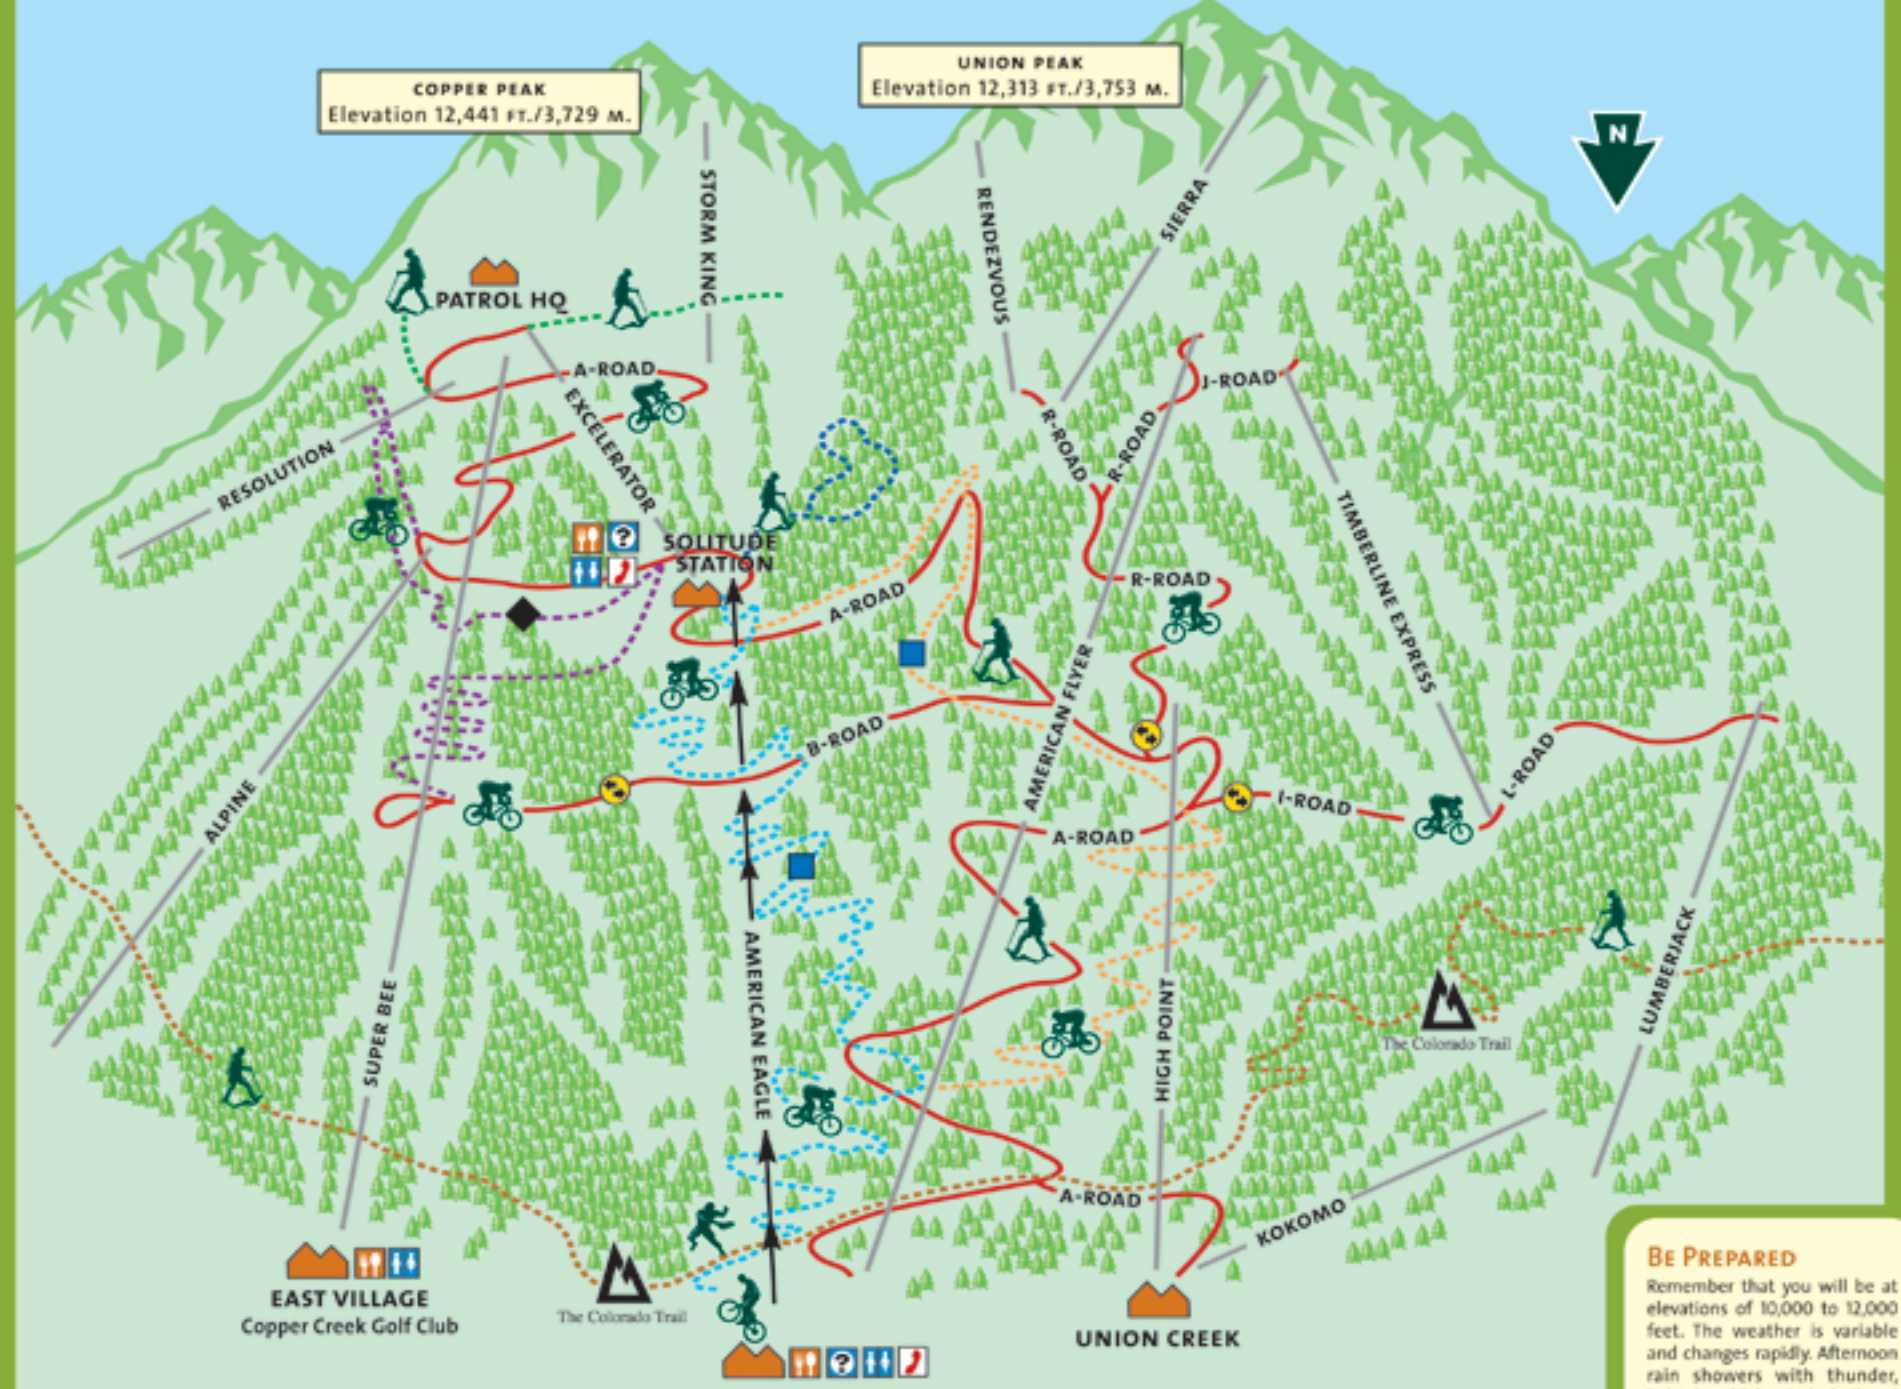 UNION PEAK
Elevation 12,313 FT./3,753 M.
COPPER PEAK
Elevation 12,441 FT./3,729 M.
N
STORM KING
RENDEZVOUS
SIERRA
PATROL HQ
A-ROAD
J-ROAD
EXCELERATOR
R-ROAD
R-ROAD
RESOLUTION
TIMBERLINE EXPRESS
?
SOLITUDE
STATION
R-ROAD
A-ROAD
AMERICAN FLYER
B-ROAD
L-ROAD
ALPINE
I-ROAD
A-ROAD
AMERICAN EAGLE
LUMBERJACK
SUPER BEE
HIGH POINT
The Colorado Trail
A-ROAD
KOKOMO
EAST VILLAGE
Copper Creek Golf Club
The Colorado Trail
UNION CREEK
?
BE PREPARED
Remember that you will be at
elevations of 10,000 to 12,000
feet. The weather is variable
and changes rapidly. Afternoon
rain showers with thunder,